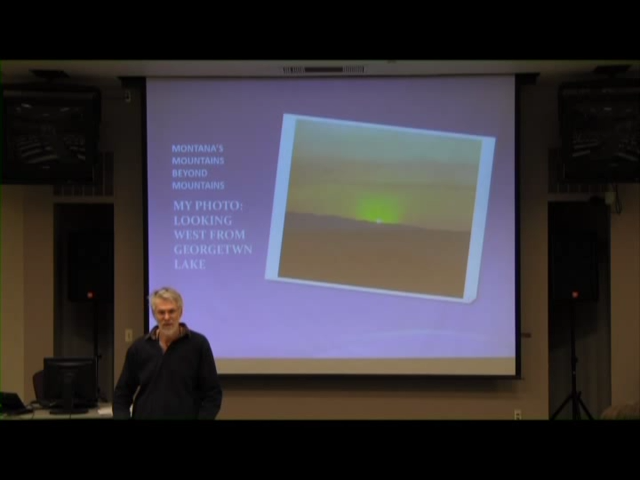 MONTANA'S
MOUNTAINS
BEYOND
MOUNTAINS
MY PHOTO:
LOOKING
WEST FROM
GEORGETWN
LAKE